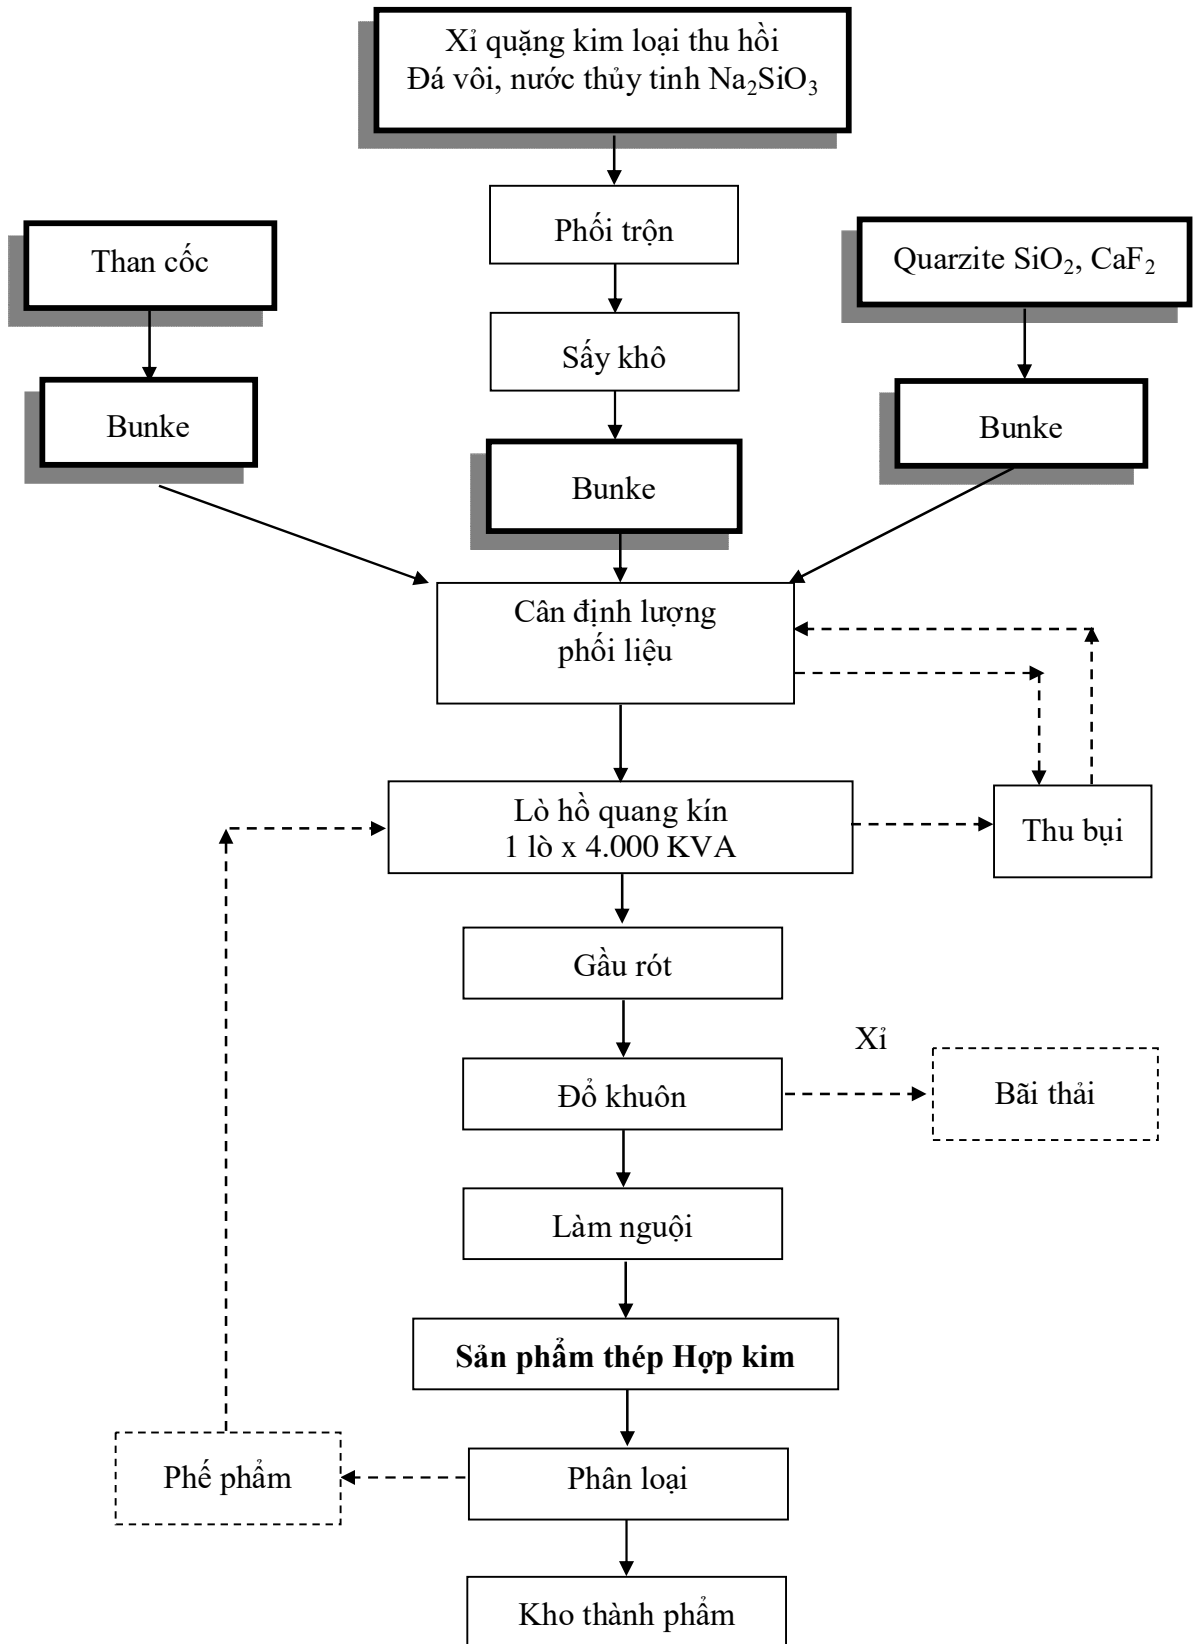 Xỉ quặng kim loại thu hồi
Đá vôi, nước thủy tinh Na₂SiO₃
Phối trộn
Than cốc
Quarzite SiO₂, CaF₂
Sấy khô
Bunke
Bunke
Bunke
Cân định lượng
phối liệu
Lò hồ quang kín
1 lò x 4.000 KVA
Thu bụi
Gầu rót
Xỉ
Đổ khuôn
Bãi thải
Làm nguội
Sản phẩm thép Hợp kim
Phế phẩm
Phân loại
Kho thành phẩm